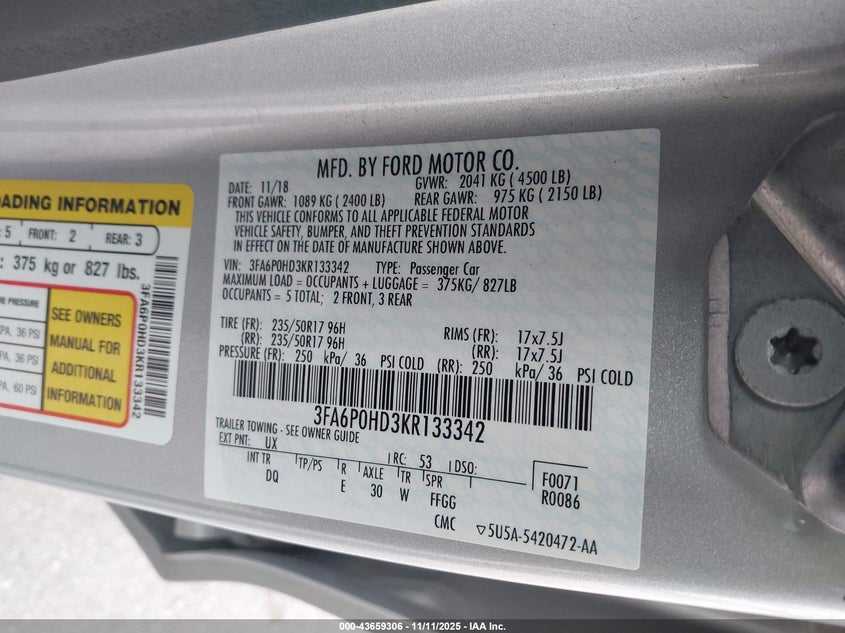 OADING INFORMATION
5 FRONT: 2 REAR: 3
: 375 kg or 827 lbs.
PRESSURE
PA, 36 PSI
PA, 36 PSI
PA, 60 PSI
SEE OWNERS
MANUAL FOR
ADDITIONAL
INFORMATION
3FA6P0HD3KR133342
MFD. BY FORD MOTOR CO.
DATE: 11/18 GVWR: 2041 KG ( 4500 LB)
FRONT GAWR: 1089 KG ( 2400 LB) REAR GAWR: 975 KG ( 2150 LB)
THIS VEHICLE CONFORMS TO ALL APPLICABLE FEDERAL MOTOR
VEHICLE SAFETY, BUMPER, AND THEFT PREVENTION STANDARDS
IN EFFECT ON THE DATE OF MANUFACTURE SHOWN ABOVE.
VIN: 3FA6P0HD3KR133342 TYPE: Passenger Car
MAXIMUM LOAD = OCCUPANTS + LUGGAGE = 375KG/ 827LB
OCCUPANTS = 5 TOTAL; 2 FRONT, 3 REAR
TIRE (FR): 235/50R17 96H RIMS (FR): 17x7.5J
(RR): 235/50R17 96H (RR): 17x7.5J
PRESSURE (FR): 250 kPa/ 36 PSI COLD (RR): 250 kPa/ 36 PSI COLD
3FA6P0HD3KR133342
TRAILER TOWING - SEE OWNER GUIDE
EXT PNT: UX RC: 53 DSO:
INT TR TP/PS R AXLE TR SPR
DQ E 30 W FFGG
F0071
R0086
CMC ▽5U5A-5420472-AA
000-43659306 - 11/11/2025 - IAA Inc.